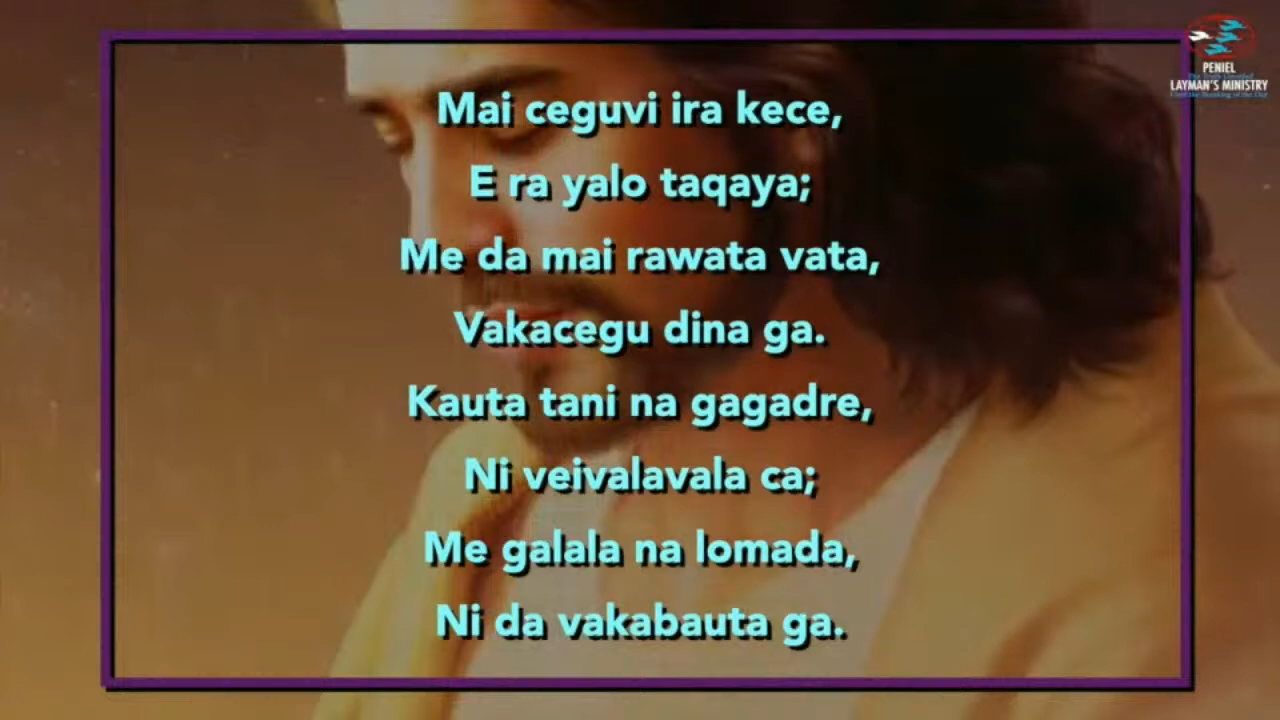 Mai ceguvi ira kece,
E ra yalo taqaya;
Me da mai rawata vata,
Vakacegu dina ga.
Kauta tani na gagadre,
Ni veivalavala ca;
Me galala na lomada,
Ni da vakabauta ga.
PENIEL
LAYMAN'S MINISTRY